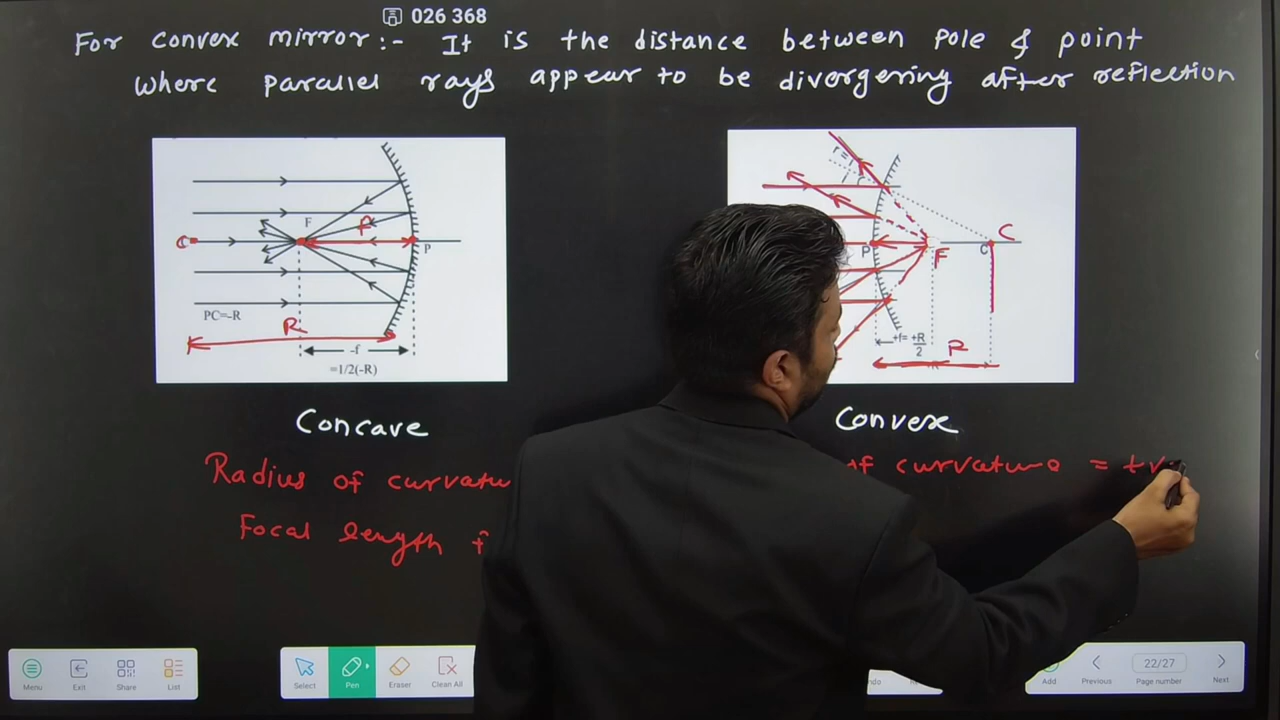 026 368
For convex mirror:- It is the distance between pole & point
where parallel rays appear to be divergering after reflection
F
f
C
P
PC=-R
R
-f
=1/2(-R)
P
F
C
C
+f= +R/2
R
Concave
Convex
Radius of curvatu
of curvature = +v
Focal length f
Menu
Exit
Share
List
Select
Pen
Eraser
Clean All
Add
Previous
22/27
Page number
Next